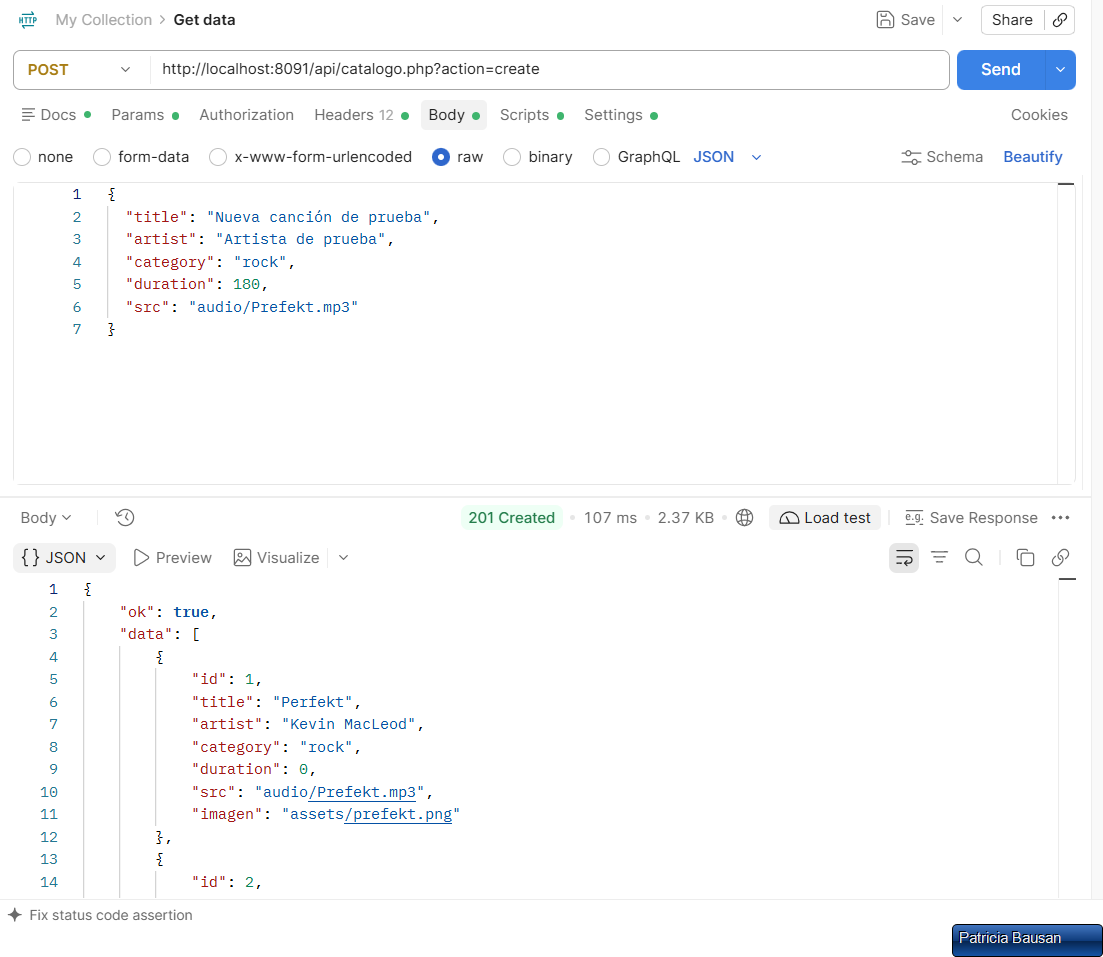 HTTP My Collection > Get data Save Share
POST http://localhost:8091/api/catalogo.php?action=create Send
Docs Params Authorization Headers 12 Body Scripts Settings Cookies
none form-data x-www-form-urlencoded raw binary GraphQL JSON Schema Beautify
1 {
2 "title": "Nueva canción de prueba",
3 "artist": "Artista de prueba",
4 "category": "rock",
5 "duration": 180,
6 "src": "audio/Prefekt.mp3"
7 }
Body 201 Created • 107 ms • 2.37 KB • Load test e.g. Save Response
{} JSON Preview Visualize
1 {
2 "ok": true,
3 "data": [
4 {
5 "id": 1,
6 "title": "Perfekt",
7 "artist": "Kevin MacLeod",
8 "category": "rock",
9 "duration": 0,
10 "src": "audio/Prefekt.mp3",
11 "imagen": "assets/prefekt.png"
12 },
13 {
14 "id": 2,
Fix status code assertion
Patricia Bausan